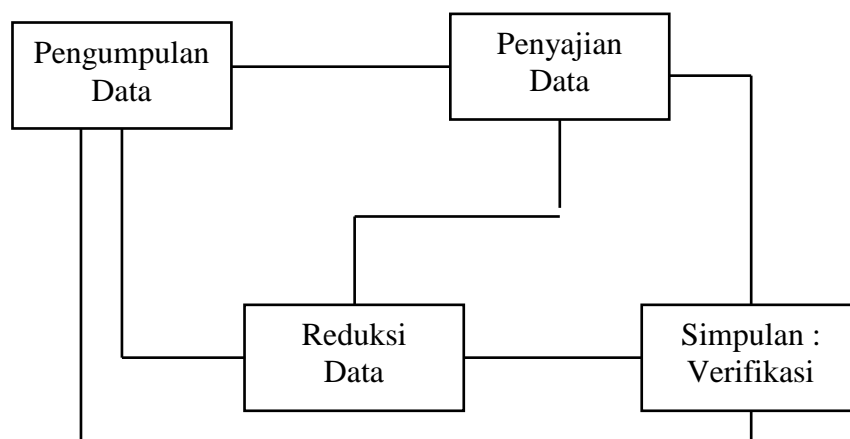 Pengumpulan
Data
Penyajian
Data
Reduksi
Data
Simpulan :
Verifikasi